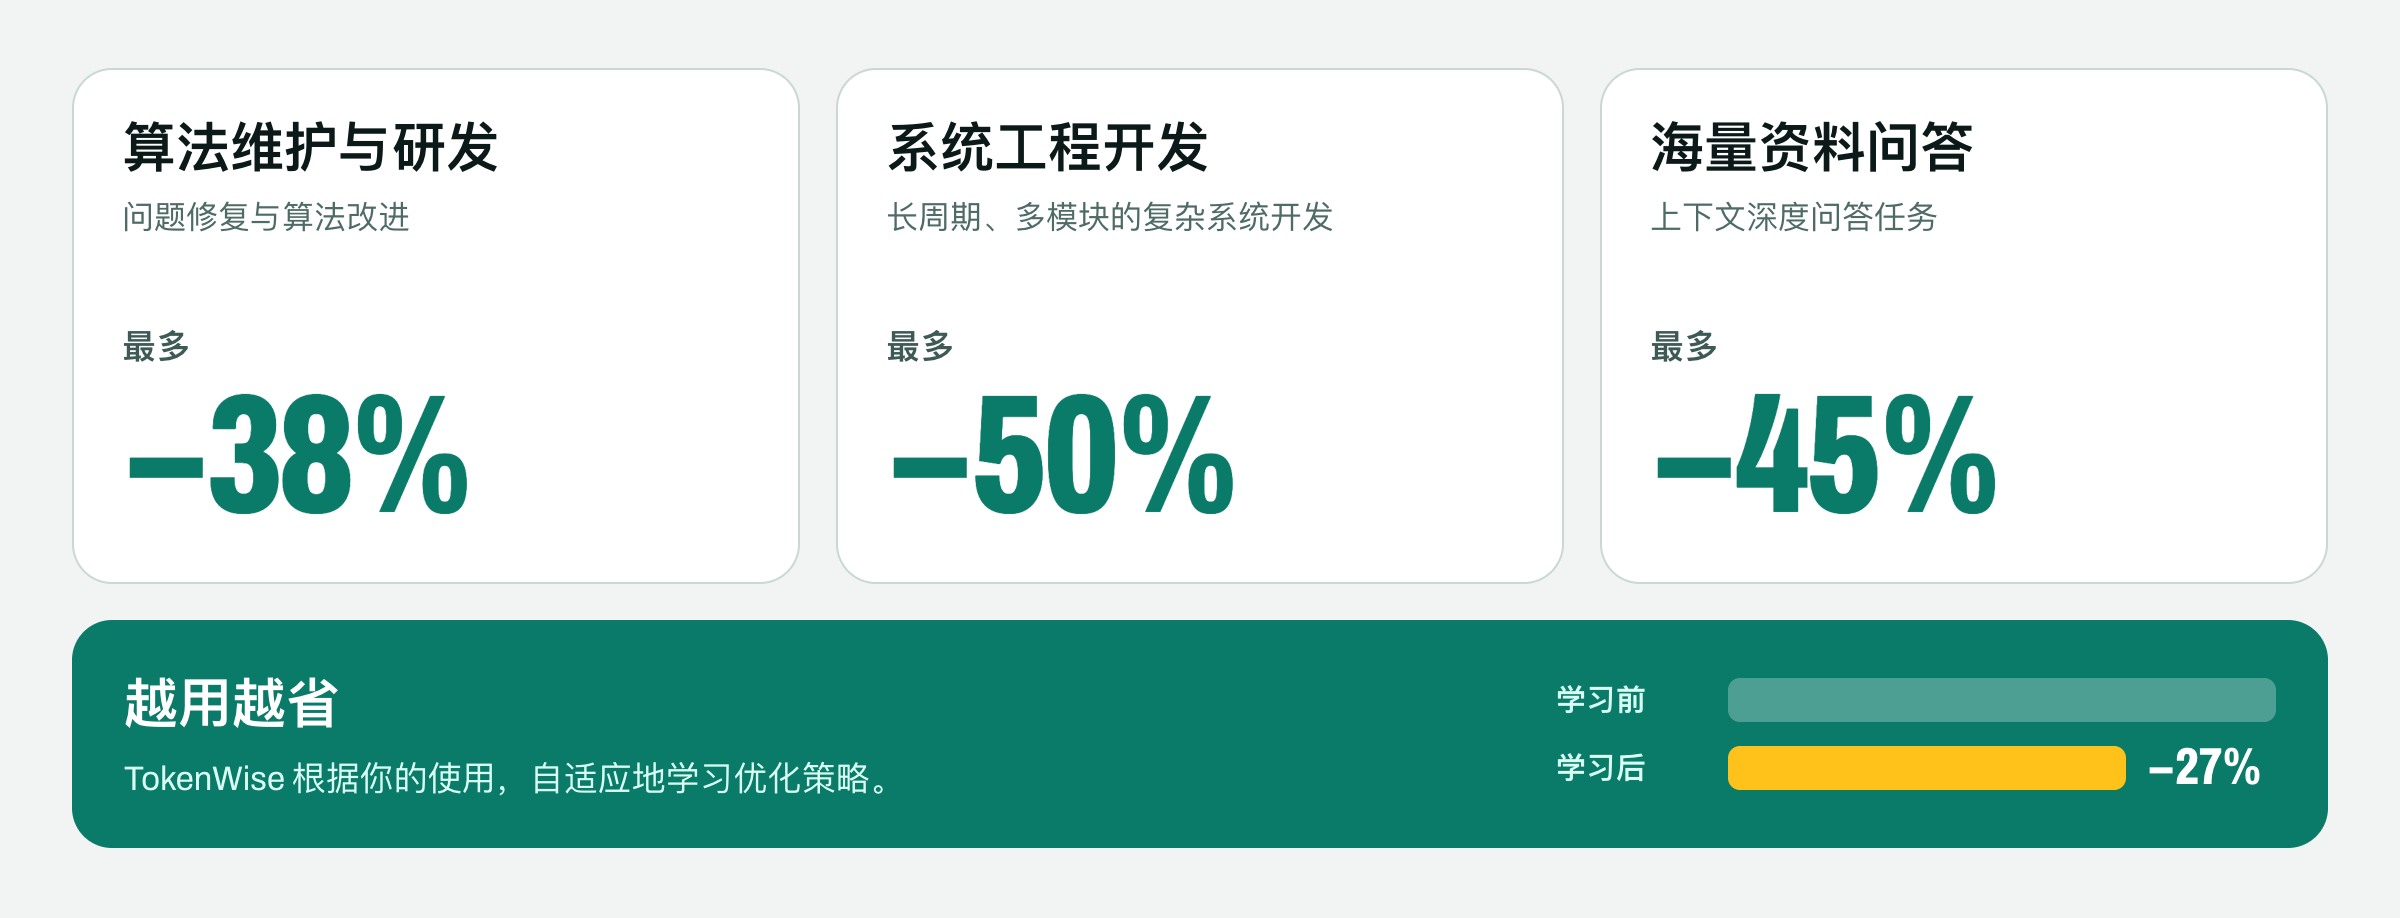 算法维护与研发
问题修复与算法改进
最多
–38%
系统工程开发
长周期、多模块的复杂系统开发
最多
–50%
海量资料问答
上下文深度问答任务
最多
–45%
越用越省
TokenWise 根据你的使用，自适应地学习优化策略。
学习前
学习后
–27%